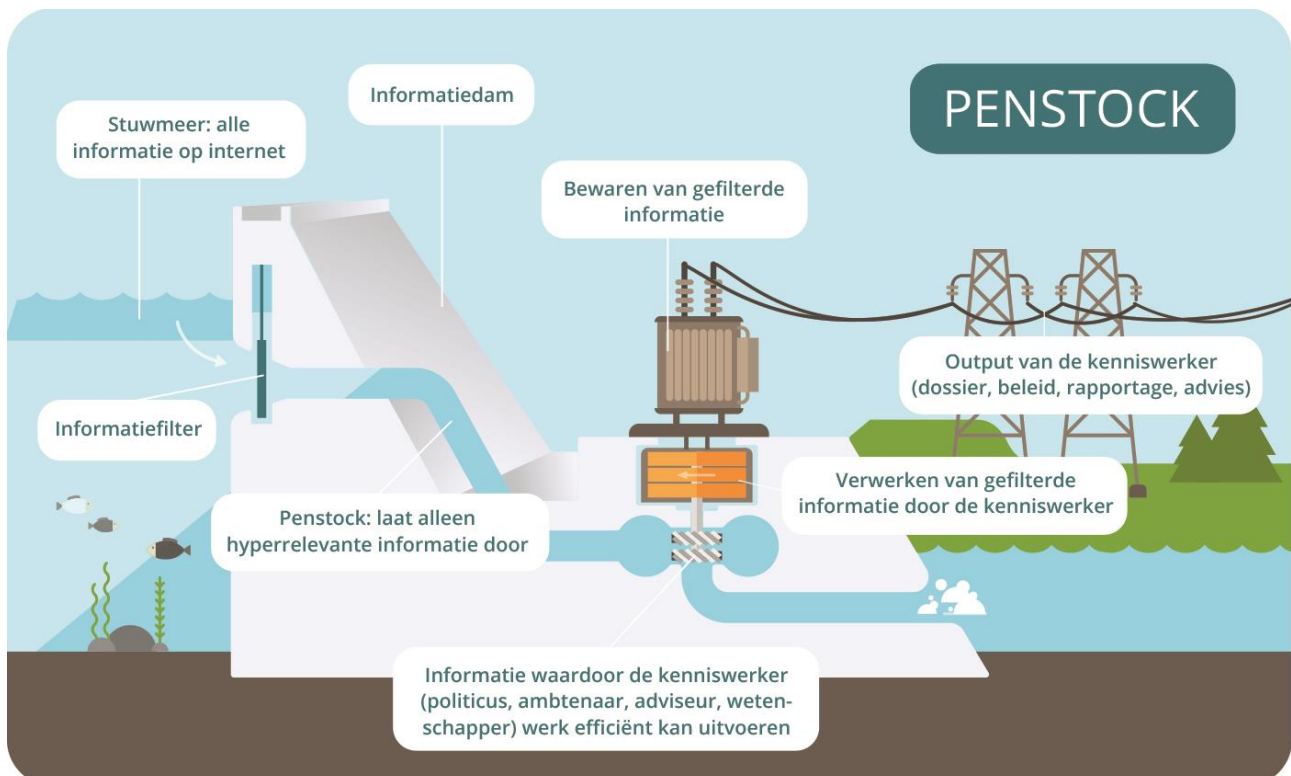 PENSTOCK
Informatiedam
Stuwmeer: alle
informatie op internet
Bewaren van gefilterde
informatie
Output van de kenniswerker
(dossier, beleid, rapportage, advies)
Informatiefilter
Verwerken van gefilterde
informatie door de kenniswerker
Penstock: laat alleen
hyperrelevante informatie door
Informatie waardoor de kenniswerker
(politicus, ambtenaar, adviseur, weten-
schapper) werk efficiënt kan uitvoeren